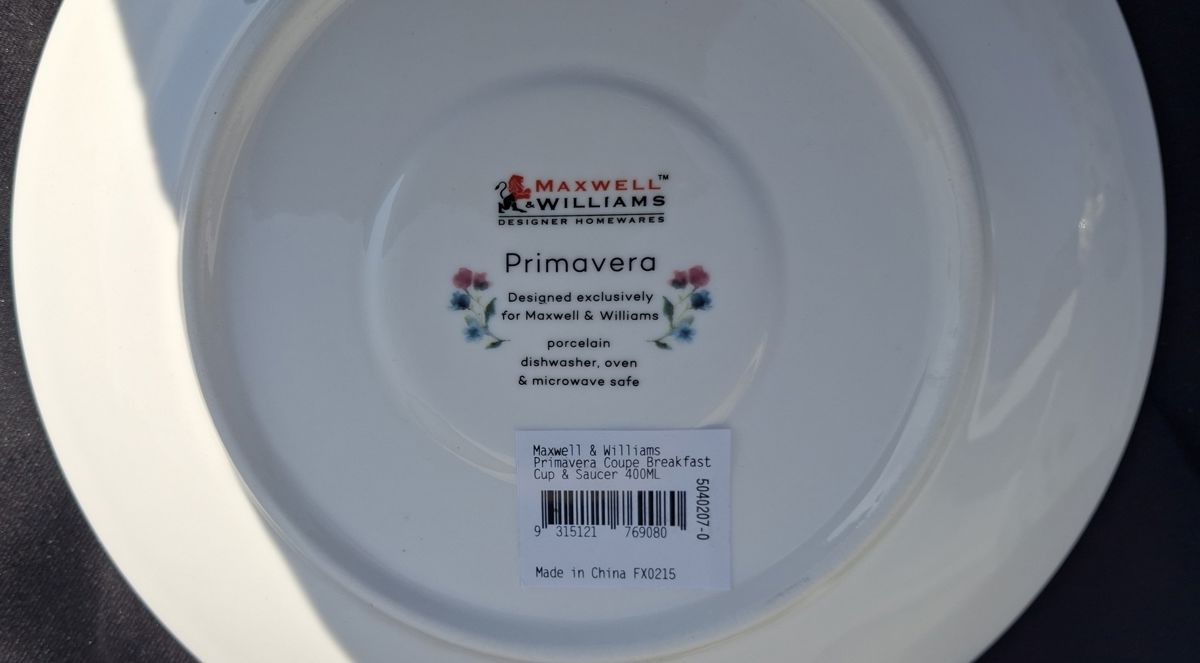 MAXWELL™
& WILLIAMS
DESIGNER HOMEWARES
Primavera
Designed exclusively
for Maxwell & Williams
porcelain
dishwasher, oven
& microwave safe
Maxwell & Williams
Primavera Coupe Breakfast
Cup & Saucer 400ML
5040207-0
9 315121 769080
Made in China FX0215